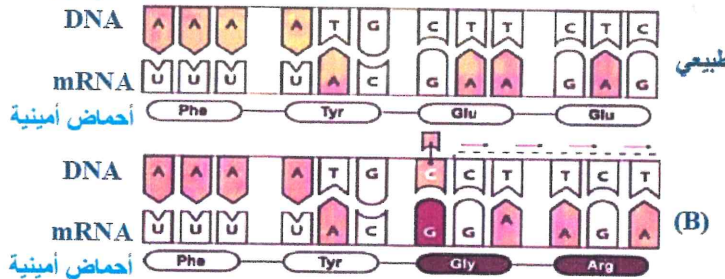 DNA A A A A T G C T T C T C
طبيعي
mRNA U U U U A C G A A G A G
أحماض أمينية Phe Tyr Glu Glu
DNA A A A A T G C C T T C T
(B)
mRNA U U U U A C G G A A G A
أحماض أمينية Phe Tyr Gly Arg